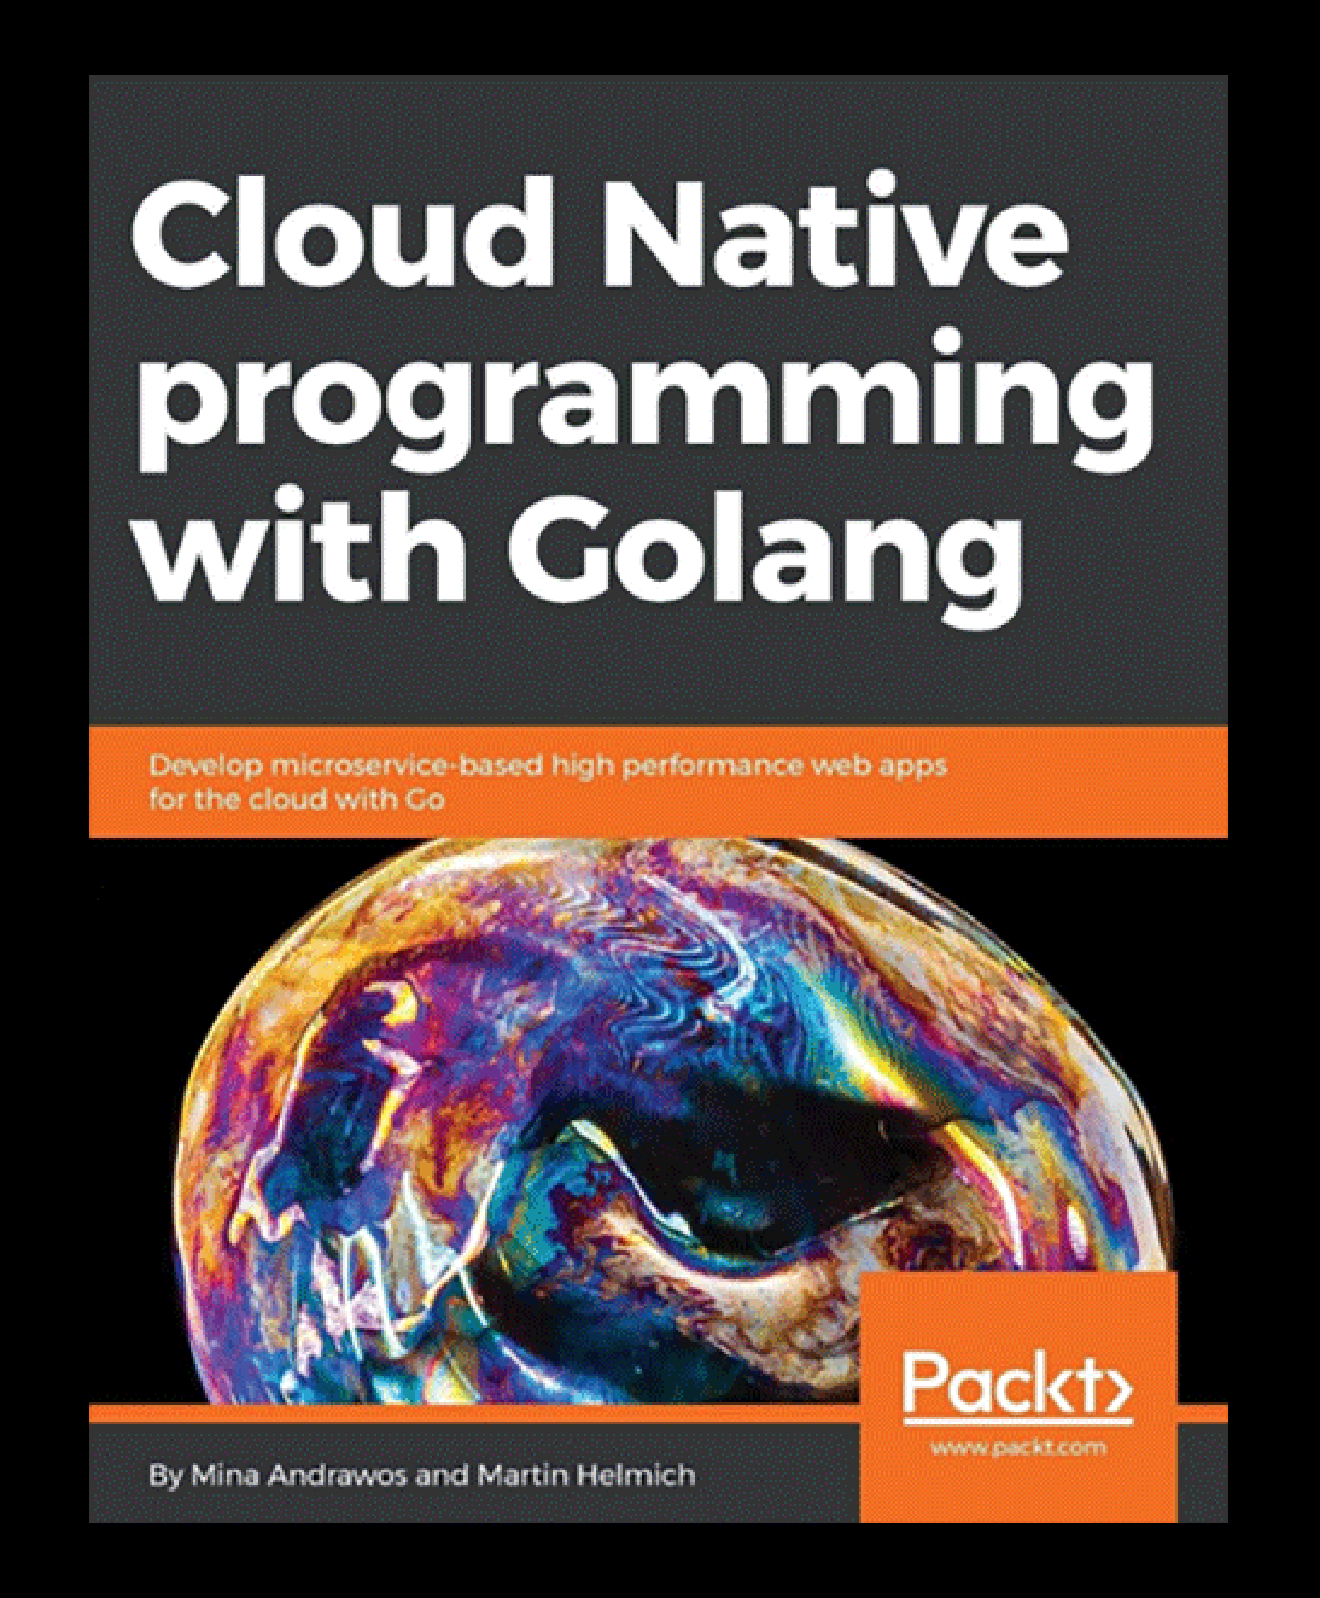 Cloud Native
programming
with Golang
Develop microservice-based high performance web apps
for the cloud with Go
Packt>
www.packt.com
By Mina Andrawos and Martin Helmich